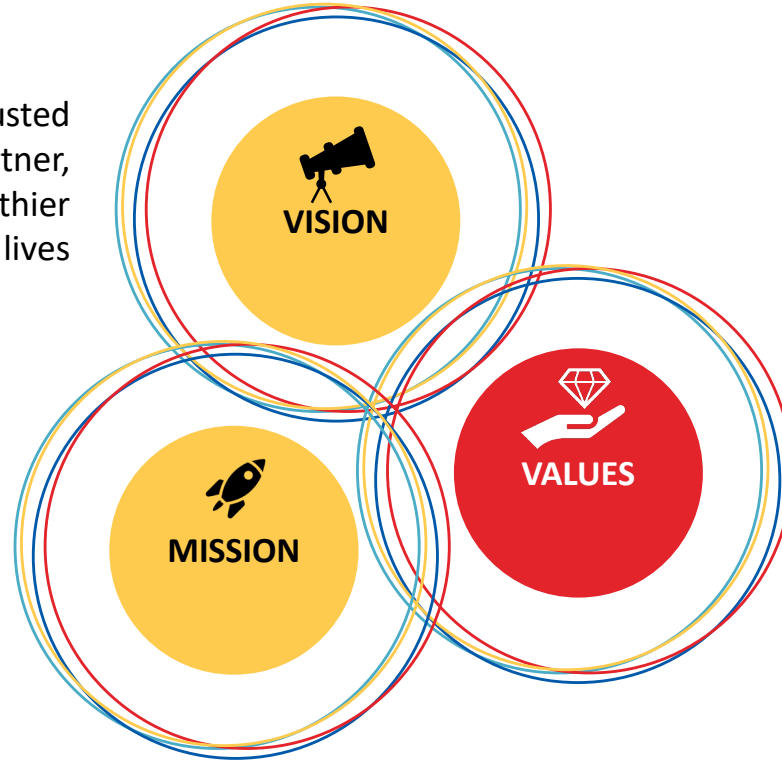 usted
tner,
thier
lives
VISION
VALUES
MISSION